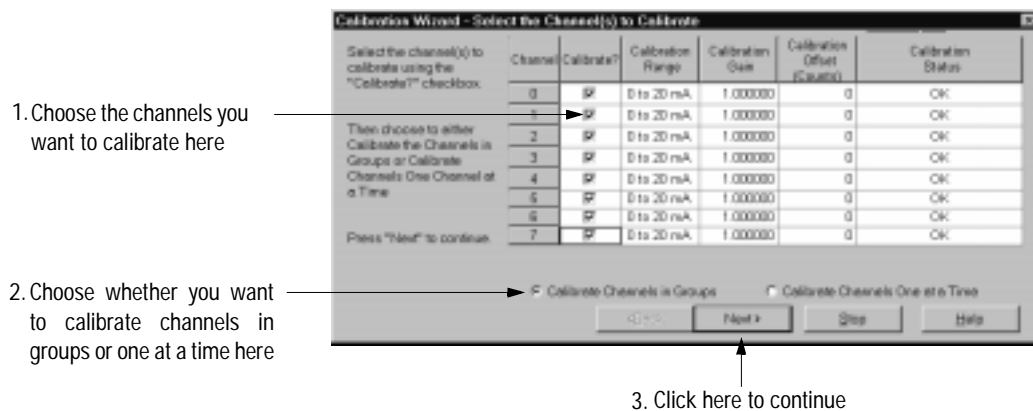 Calibration Wizard - Select the Channel(s) to Calibrate
Select the channel(s) to
calibrate using the
"Calibrate?" checkbox.
Then choose to either
Calibrate the Channels in
Groups or Calibrate
Channels One Channel at
a Time
Press "Next" to continue.
Channel Calibrate? Calibration Range Calibration Gain Calibration Offset (Counts) Calibration Status
0 0 to 20 mA 1.000000 0 OK
1 0 to 20 mA 1.000000 0 OK
2 0 to 20 mA 1.000000 0 OK
3 0 to 20 mA 1.000000 0 OK
4 0 to 20 mA 1.000000 0 OK
5 0 to 20 mA 1.000000 0 OK
6 0 to 20 mA 1.000000 0 OK
7 0 to 20 mA 1.000000 0 OK
Calibrate Channels in Groups Calibrate Channels One at a Time
Next > Stop Help
1. Choose the channels you
want to calibrate here
2. Choose whether you want
to calibrate channels in
groups or one at a time here
3. Click here to continue